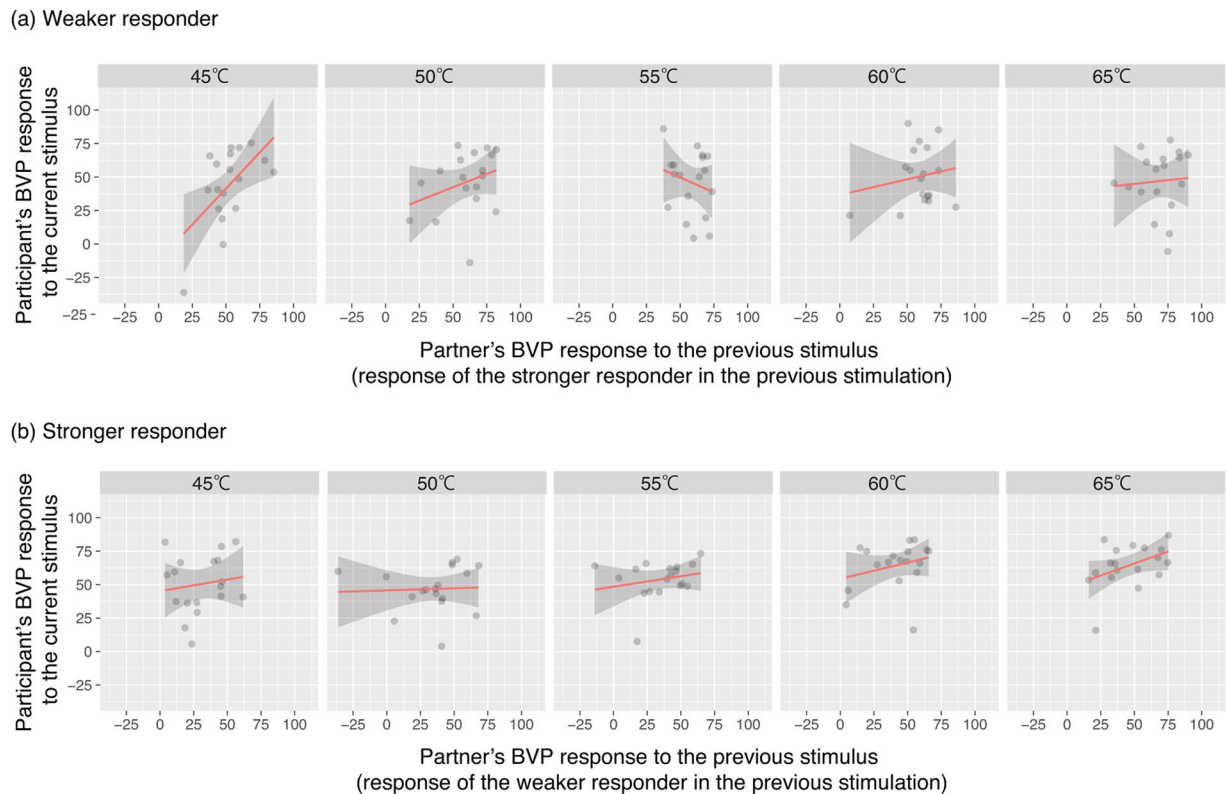 (a) Weaker responder
45℃ 50℃ 55℃ 60℃ 65℃
Participant's BVP response
to the current stimulus
100
75
50
25
0
−25
−25 -
−25 0 25 50 75 100 −25 0 25 50 75 100 −25 0 25 50 75 100 −25 0 25 50 75 100 −25 0 25 50 75 100
Partner's BVP response to the previous stimulus
(response of the stronger responder in the previous stimulation)
(b) Stronger responder
45℃ 50℃ 55℃ 60℃ 65℃
Participant's BVP response
to the current stimulus
100
75
50
25
0
−25
−25 0 25 50 75 100 −25 0 25 50 75 100 −25 0 25 50 75 100 −25 0 25 50 75 100 −25 0 25 50 75 100
Partner's BVP response to the previous stimulus
(response of the weaker responder in the previous stimulation)